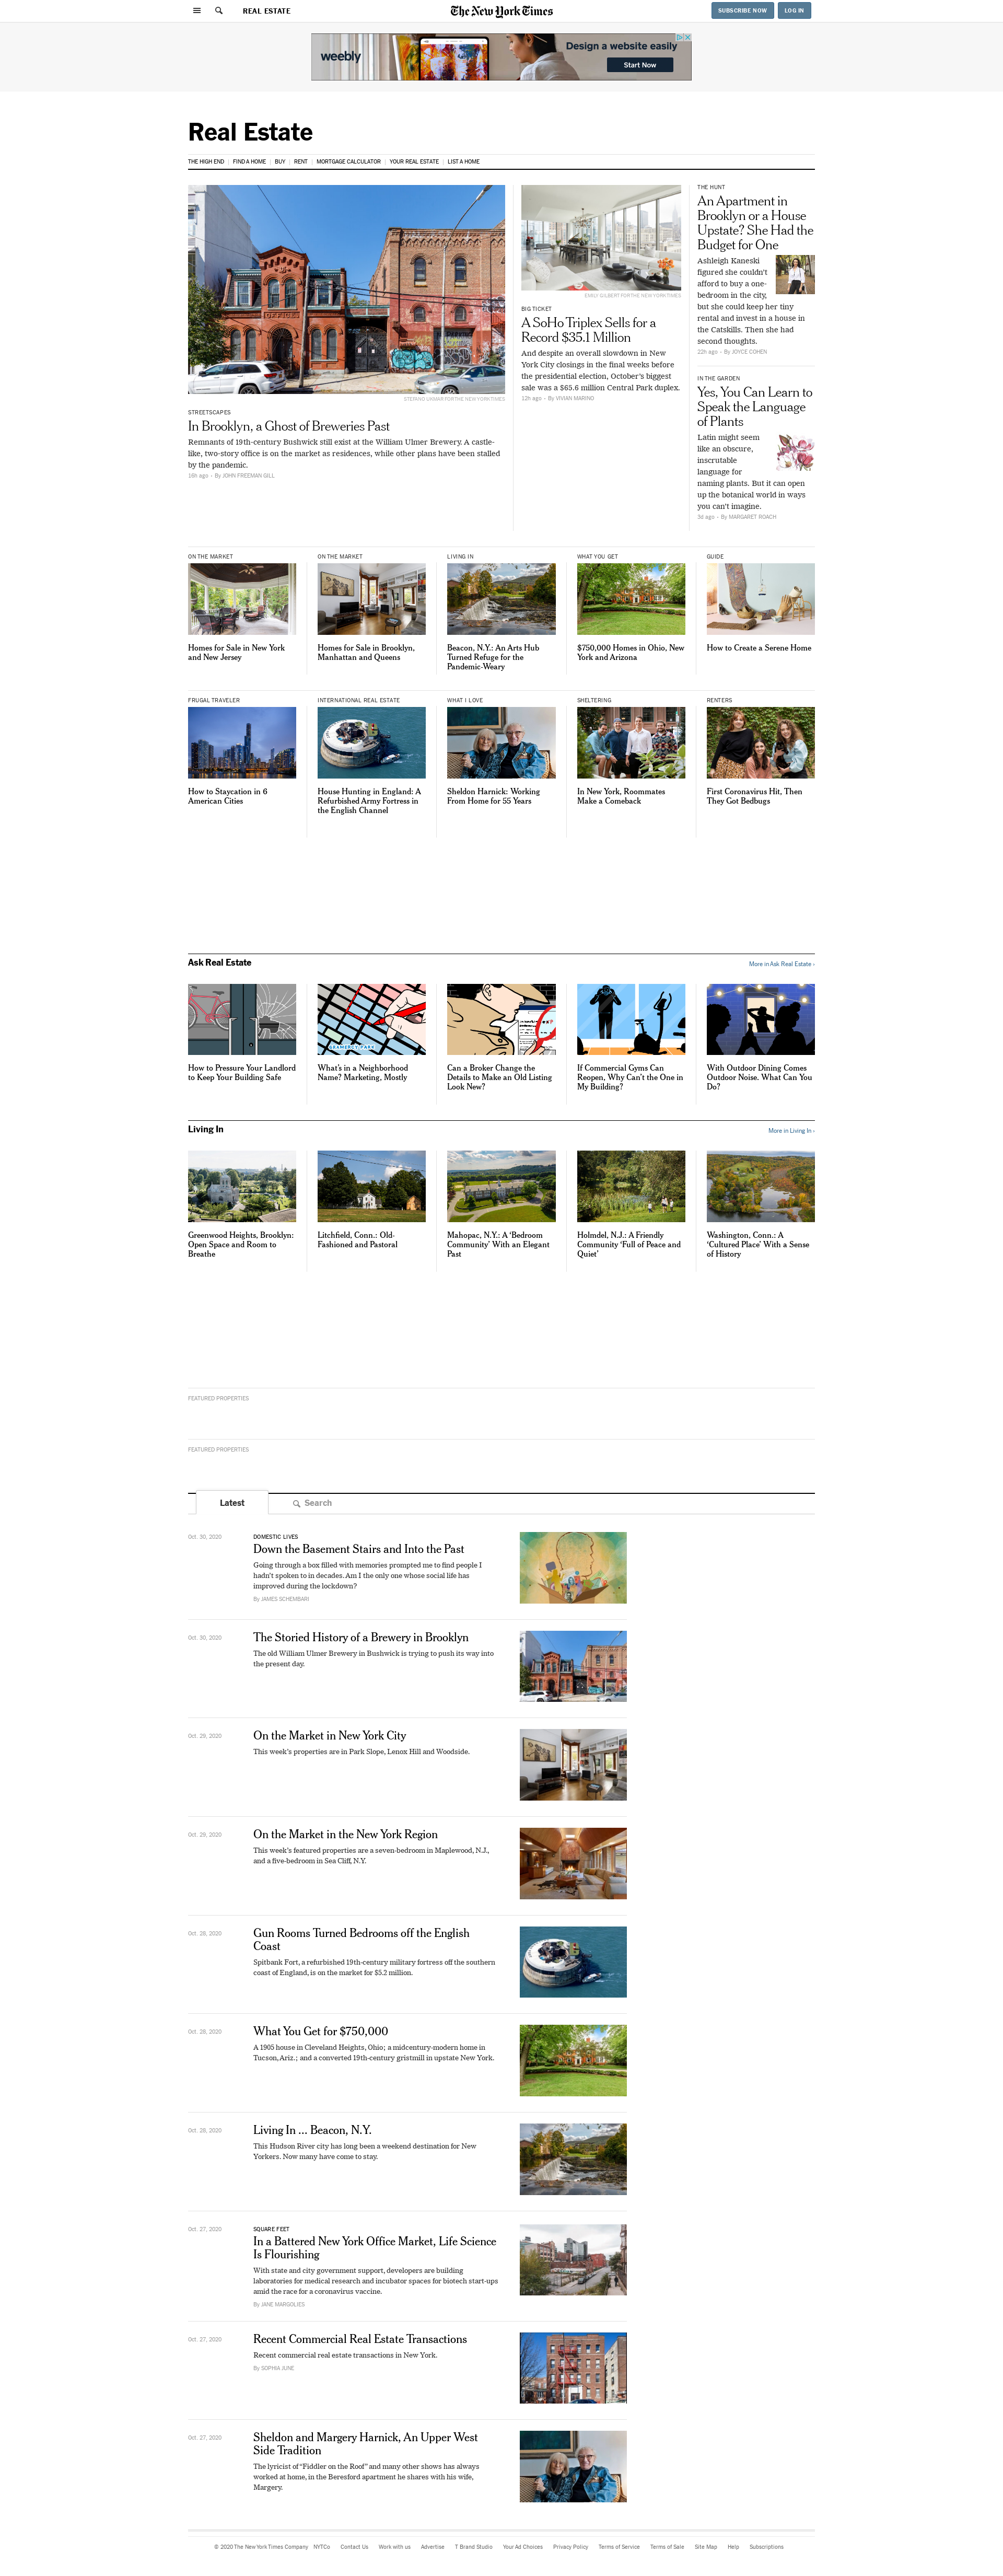 REAL ESTATE
The New York Times
SUBSCRIBE NOW
LOG IN
weebly
Design a website easily
Start Now
Real Estate
THE HIGH END
FIND A HOME
BUY
RENT
MORTGAGE CALCULATOR
YOUR REAL ESTATE
LIST A HOME
STEFANO UKMAR FOR THE NEW YORK TIMES
STREETSCAPES
In Brooklyn, a Ghost of Breweries Past
Remnants of 19th-century Bushwick still exist at the William Ulmer Brewery. A castle-
like, two-story office is on the market as residences, while other plans have been stalled
by the pandemic.
16h ago · By JOHN FREEMAN GILL
EMILY GILBERT FOR THE NEW YORK TIMES
BIG TICKET
A SoHo Triplex Sells for a
Record $35.1 Million
And despite an overall slowdown in New
York City closings in the final weeks before
the presidential election, October's biggest
sale was a $65.6 million Central Park duplex.
12h ago · By VIVIAN MARINO
THE HUNT
An Apartment in
Brooklyn or a House
Upstate? She Had the
Budget for One
Ashleigh Kaneski
figured she couldn't
afford to buy a one-
bedroom in the city,
but she could keep her tiny
rental and invest in a house in
the Catskills. Then she had
second thoughts.
22h ago · By JOYCE COHEN
IN THE GARDEN
Yes, You Can Learn to
Speak the Language
of Plants
Latin might seem
like an obscure,
inscrutable
language for
naming plants. But it can open
up the botanical world in ways
you can't imagine.
3d ago · By MARGARET ROACH
ON THE MARKET
Homes for Sale in New York
and New Jersey
ON THE MARKET
Homes for Sale in Brooklyn,
Manhattan and Queens
LIVING IN
Beacon, N.Y.: An Arts Hub
Turned Refuge for the
Pandemic-Weary
WHAT YOU GET
$750,000 Homes in Ohio, New
York and Arizona
GUIDE
How to Create a Serene Home
FRUGAL TRAVELER
How to Staycation in 6
American Cities
INTERNATIONAL REAL ESTATE
House Hunting in England: A
Refurbished Army Fortress in
the English Channel
WHAT I LOVE
Sheldon Harnick: Working
From Home for 55 Years
SHELTERING
In New York, Roommates
Make a Comeback
RENTERS
First Coronavirus Hit, Then
They Got Bedbugs
Ask Real Estate
More in Ask Real Estate »
How to Pressure Your Landlord
to Keep Your Building Safe
GRAMERCY PARK
What's in a Neighborhood
Name? Marketing, Mostly
Can a Broker Change the
Details to Make an Old Listing
Look New?
If Commercial Gyms Can
Reopen, Why Can't the One in
My Building?
With Outdoor Dining Comes
Outdoor Noise. What Can You
Do?
Living In
More in Living In »
Greenwood Heights, Brooklyn:
Open Space and Room to
Breathe
Litchfield, Conn.: Old-
Fashioned and Pastoral
Mahopac, N.Y.: A 'Bedroom
Community' With an Elegant
Past
Holmdel, N.J.: A Friendly
Community 'Full of Peace and
Quiet'
Washington, Conn.: A
'Cultured Place' With a Sense
of History
FEATURED PROPERTIES
FEATURED PROPERTIES
Latest
Search
Oct. 30, 2020
DOMESTIC LIVES
Down the Basement Stairs and Into the Past
Going through a box filled with memories prompted me to find people I
hadn't spoken to in decades. Am I the only one whose social life has
improved during the lockdown?
By JAMES SCHEMBARI
Oct. 30, 2020
The Storied History of a Brewery in Brooklyn
The old William Ulmer Brewery in Bushwick is trying to push its way into
the present day.
Oct. 29, 2020
On the Market in New York City
This week's properties are in Park Slope, Lenox Hill and Woodside.
Oct. 29, 2020
On the Market in the New York Region
This week's featured properties are a seven-bedroom in Maplewood, N.J.,
and a five-bedroom in Sea Cliff, N.Y.
Oct. 28, 2020
Gun Rooms Turned Bedrooms off the English
Coast
Spitbank Fort, a refurbished 19th-century military fortress off the southern
coast of England, is on the market for $5.2 million.
Oct. 28, 2020
What You Get for $750,000
A 1905 house in Cleveland Heights, Ohio; a midcentury-modern home in
Tucson, Ariz.; and a converted 19th-century gristmill in upstate New York.
Oct. 28, 2020
Living In ... Beacon, N.Y.
This Hudson River city has long been a weekend destination for New
Yorkers. Now many have come to stay.
Oct. 27, 2020
SQUARE FEET
In a Battered New York Office Market, Life Science
Is Flourishing
With state and city government support, developers are building
laboratories for medical research and incubator spaces for biotech start-ups
amid the race for a coronavirus vaccine.
By JANE MARGOLIES
Oct. 27, 2020
Recent Commercial Real Estate Transactions
Recent commercial real estate transactions in New York.
By SOPHIA JUNE
Oct. 27, 2020
Sheldon and Margery Harnick, An Upper West
Side Tradition
The lyricist of "Fiddler on the Roof" and many other shows has always
worked at home, in the Beresford apartment he shares with his wife,
Margery.
© 2020 The New York Times Company
NYTCo
Contact Us
Work with us
Advertise
T Brand Studio
Your Ad Choices
Privacy Policy
Terms of Service
Terms of Sale
Site Map
Help
Subscriptions